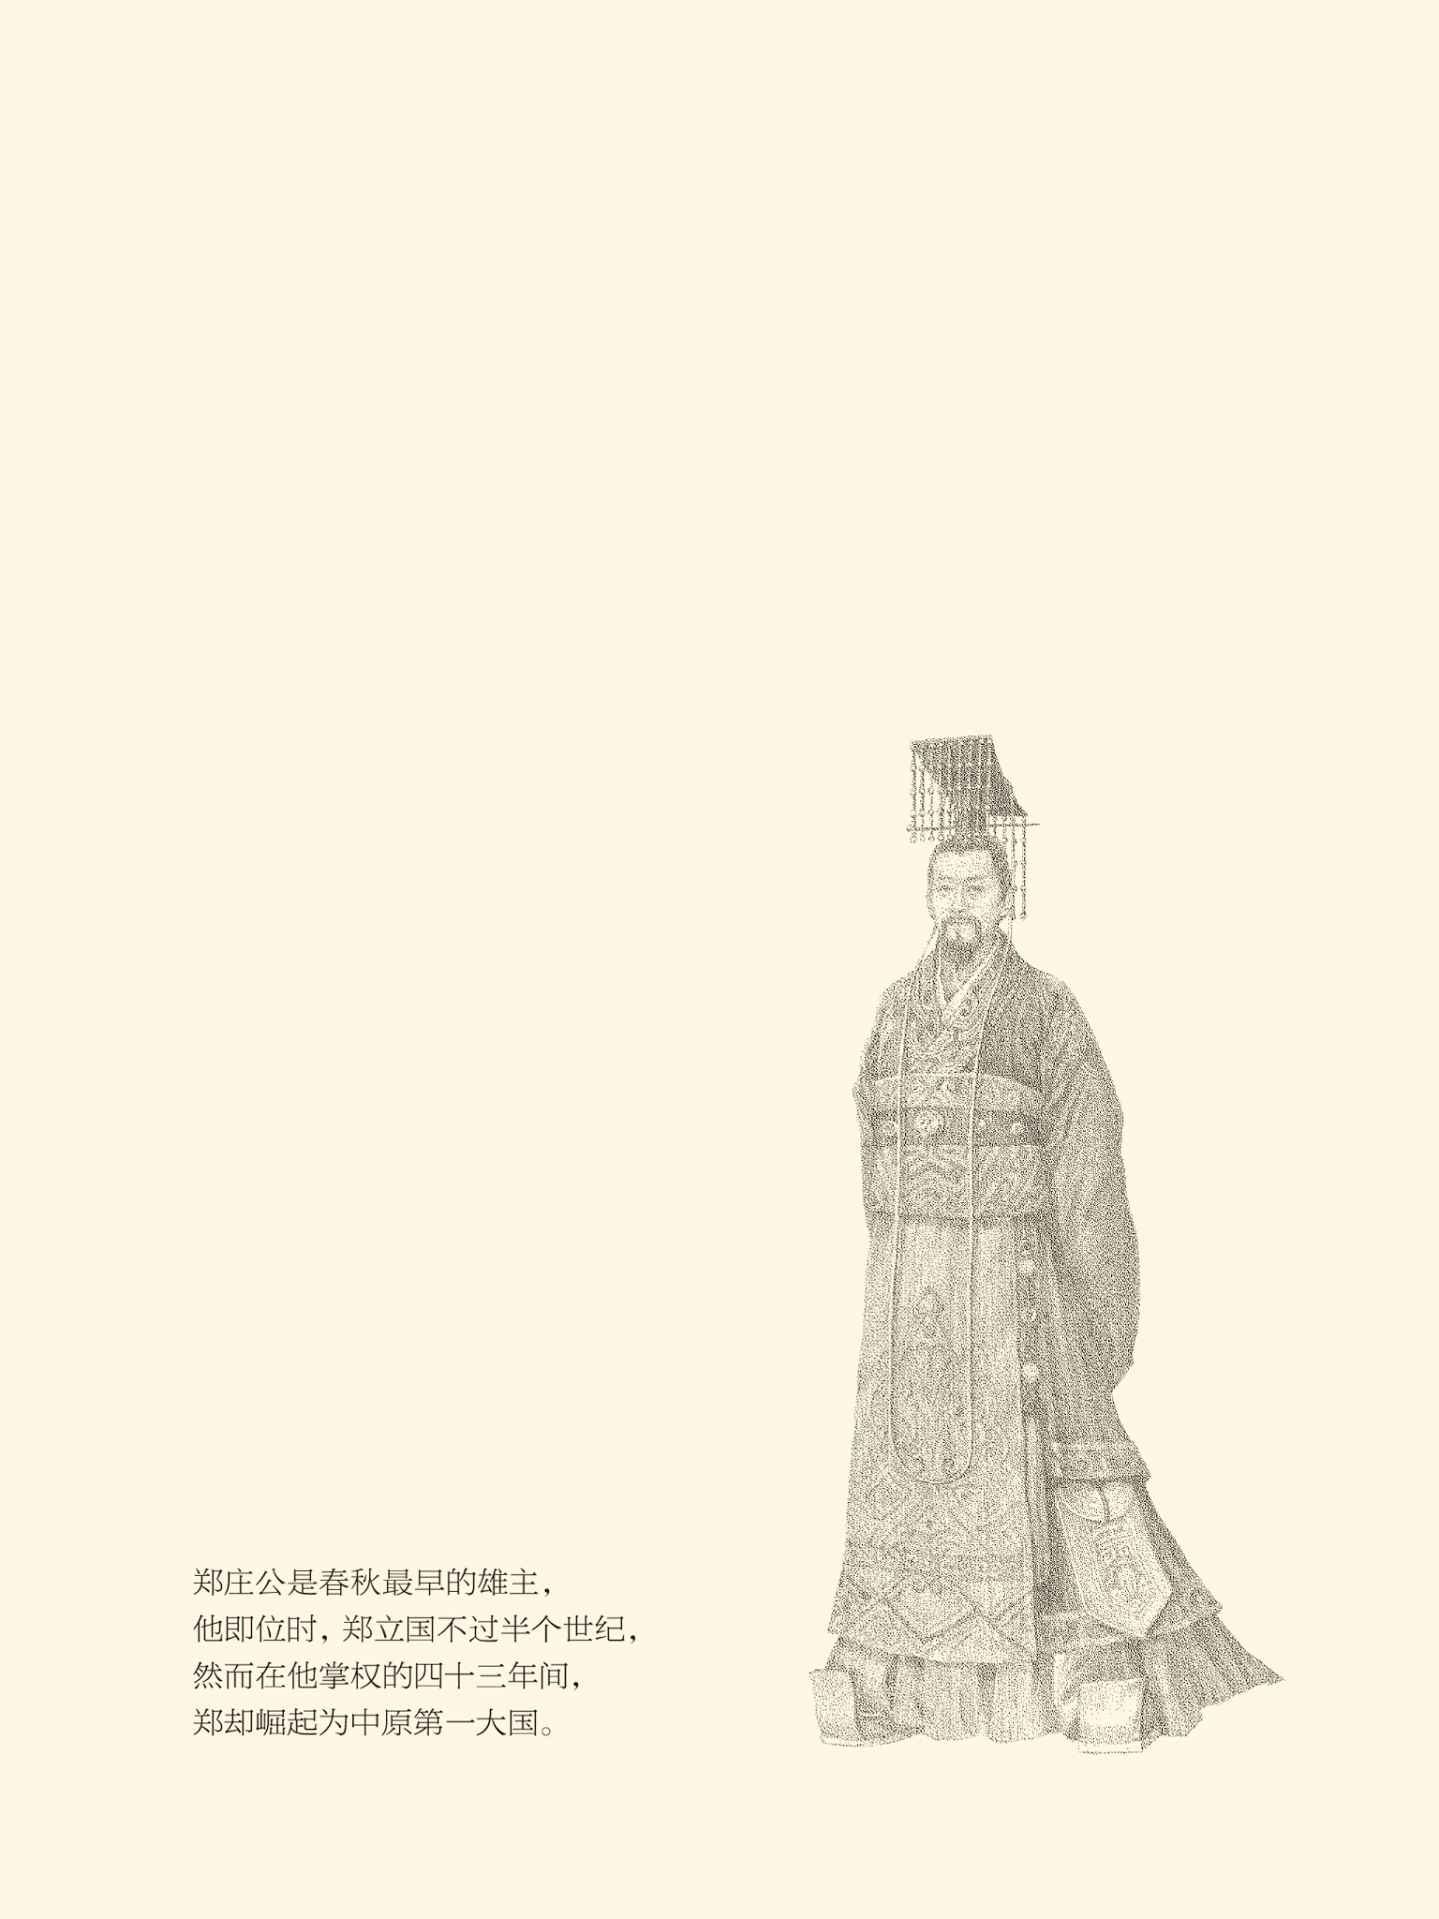 郑庄公是春秋最早的雄主，
他即位时，郑立国不过半个世纪，
然而在他掌权的四十三年间，
郑却崛起为中原第一大国。